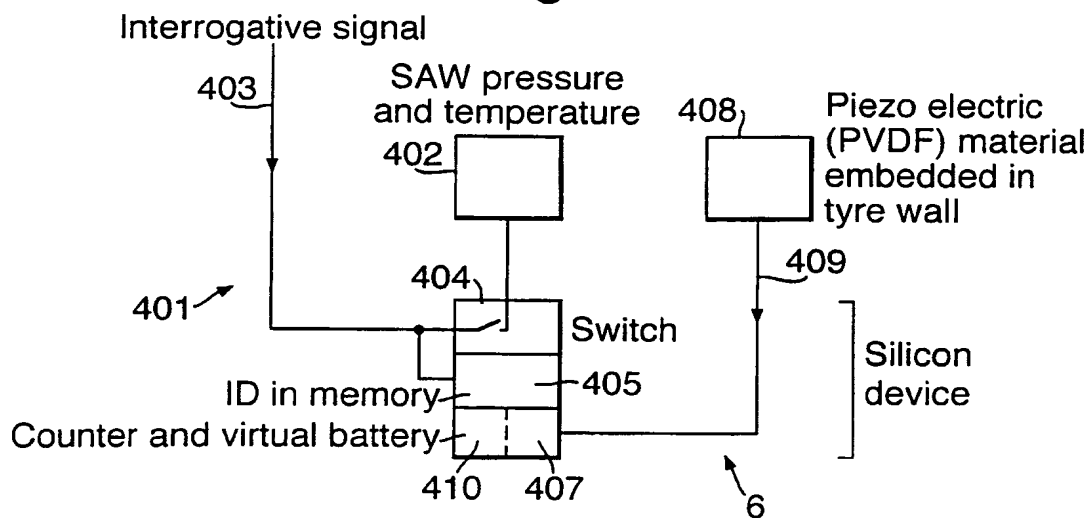 Interrogative signal
403
SAW pressure
and temperature
402
408
Piezo electric
(PVDF) material
embedded in
tyre wall
409
401
404
Switch
405
ID in memory
Counter and virtual battery
410
407
Silicon
device
6